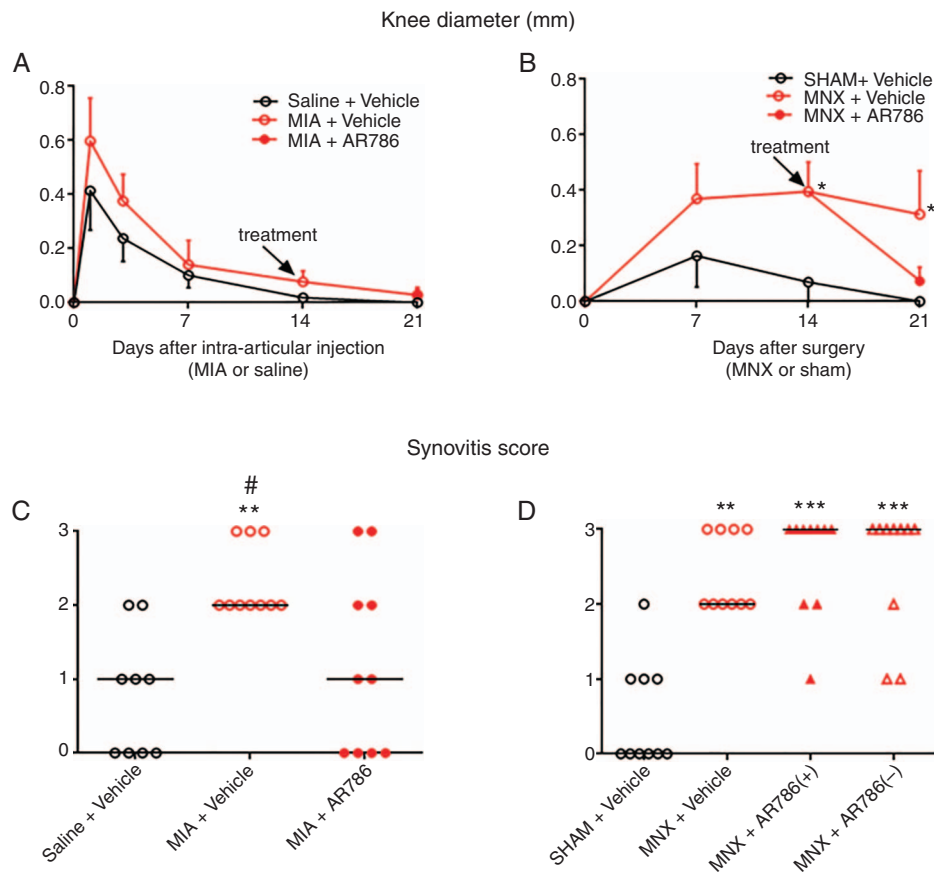 Knee diameter (mm)
A
0.8
0.6
0.4
0.2
0.0
0
7
14
21
Saline + Vehicle
MIA + Vehicle
MIA + AR786
treatment
Days after intra-articular injection
(MIA or saline)
B
0.8
0.6
0.4
0.2
0.0
0
7
14
21
SHAM+ Vehicle
MNX + Vehicle
MNX + AR786
treatment
*
*
Days after surgery
(MNX or sham)
Synovitis score
C
#
**
3
2
1
0
Saline + Vehicle
MIA + Vehicle
MIA + AR786
D
** *** ***
3
2
1
0
SHAM + Vehicle
MNX + Vehicle
MNX + AR786(+)
MNX + AR786(−)